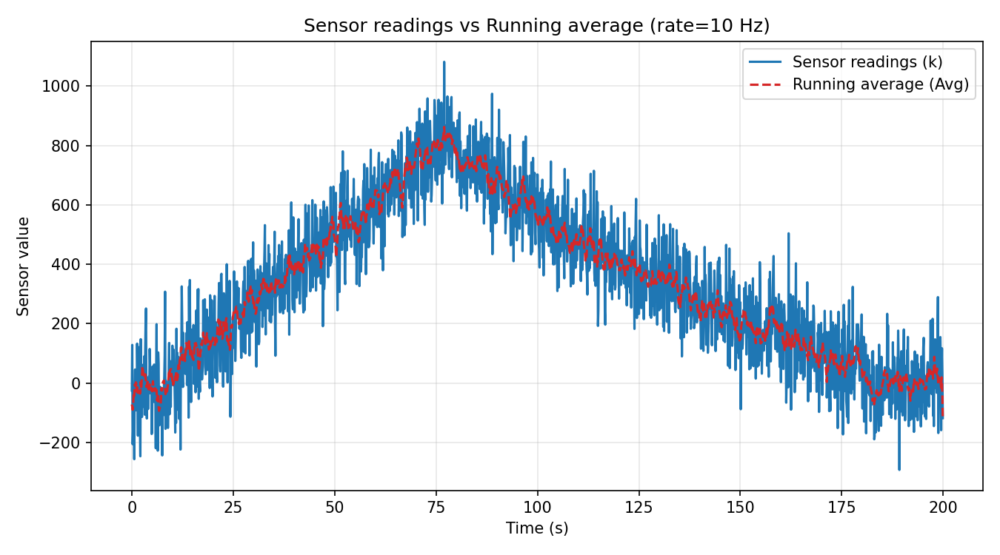 Sensor readings vs Running average (rate=10 Hz)
Sensor readings (k)
Running average (Avg)
Sensor value
1000
800
600
400
200
0
−200
0 25 50 75 100 125 150 175 200
Time (s)